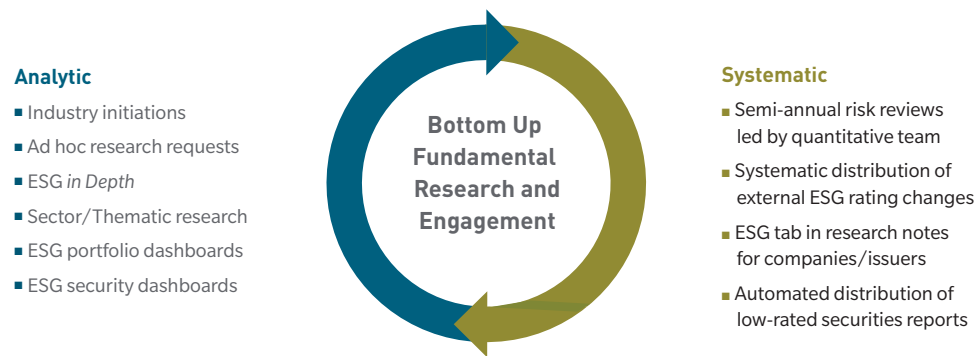 Analytic
■ Industry initiations
■ Ad hoc research requests
■ ESG in Depth
■ Sector/Thematic research
■ ESG portfolio dashboards
■ ESG security dashboards
Bottom Up
Fundamental
Research and
Engagement
Systematic
■ Semi-annual risk reviews
led by quantitative team
■ Systematic distribution of
external ESG rating changes
■ ESG tab in research notes
for companies/issuers
■ Automated distribution of
low-rated securities reports